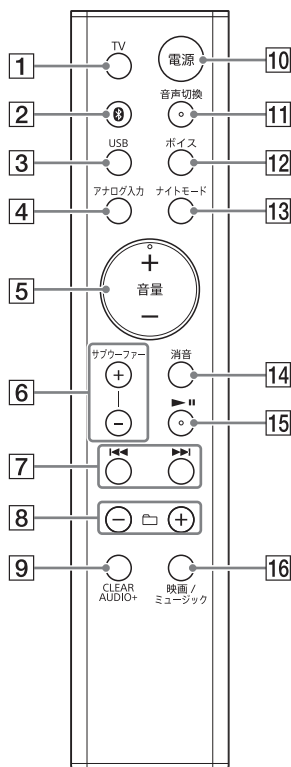 TV
1
電源
10
2
音声切換
11
USB
3
ボイス
12
アナログ入力
4
ナイトモード
13
+
音量
−
5
サブウーファー
+
−
6
消音
14
15
7
8
− +
9
CLEAR
AUDIO+
映画 /
ミュージック
16